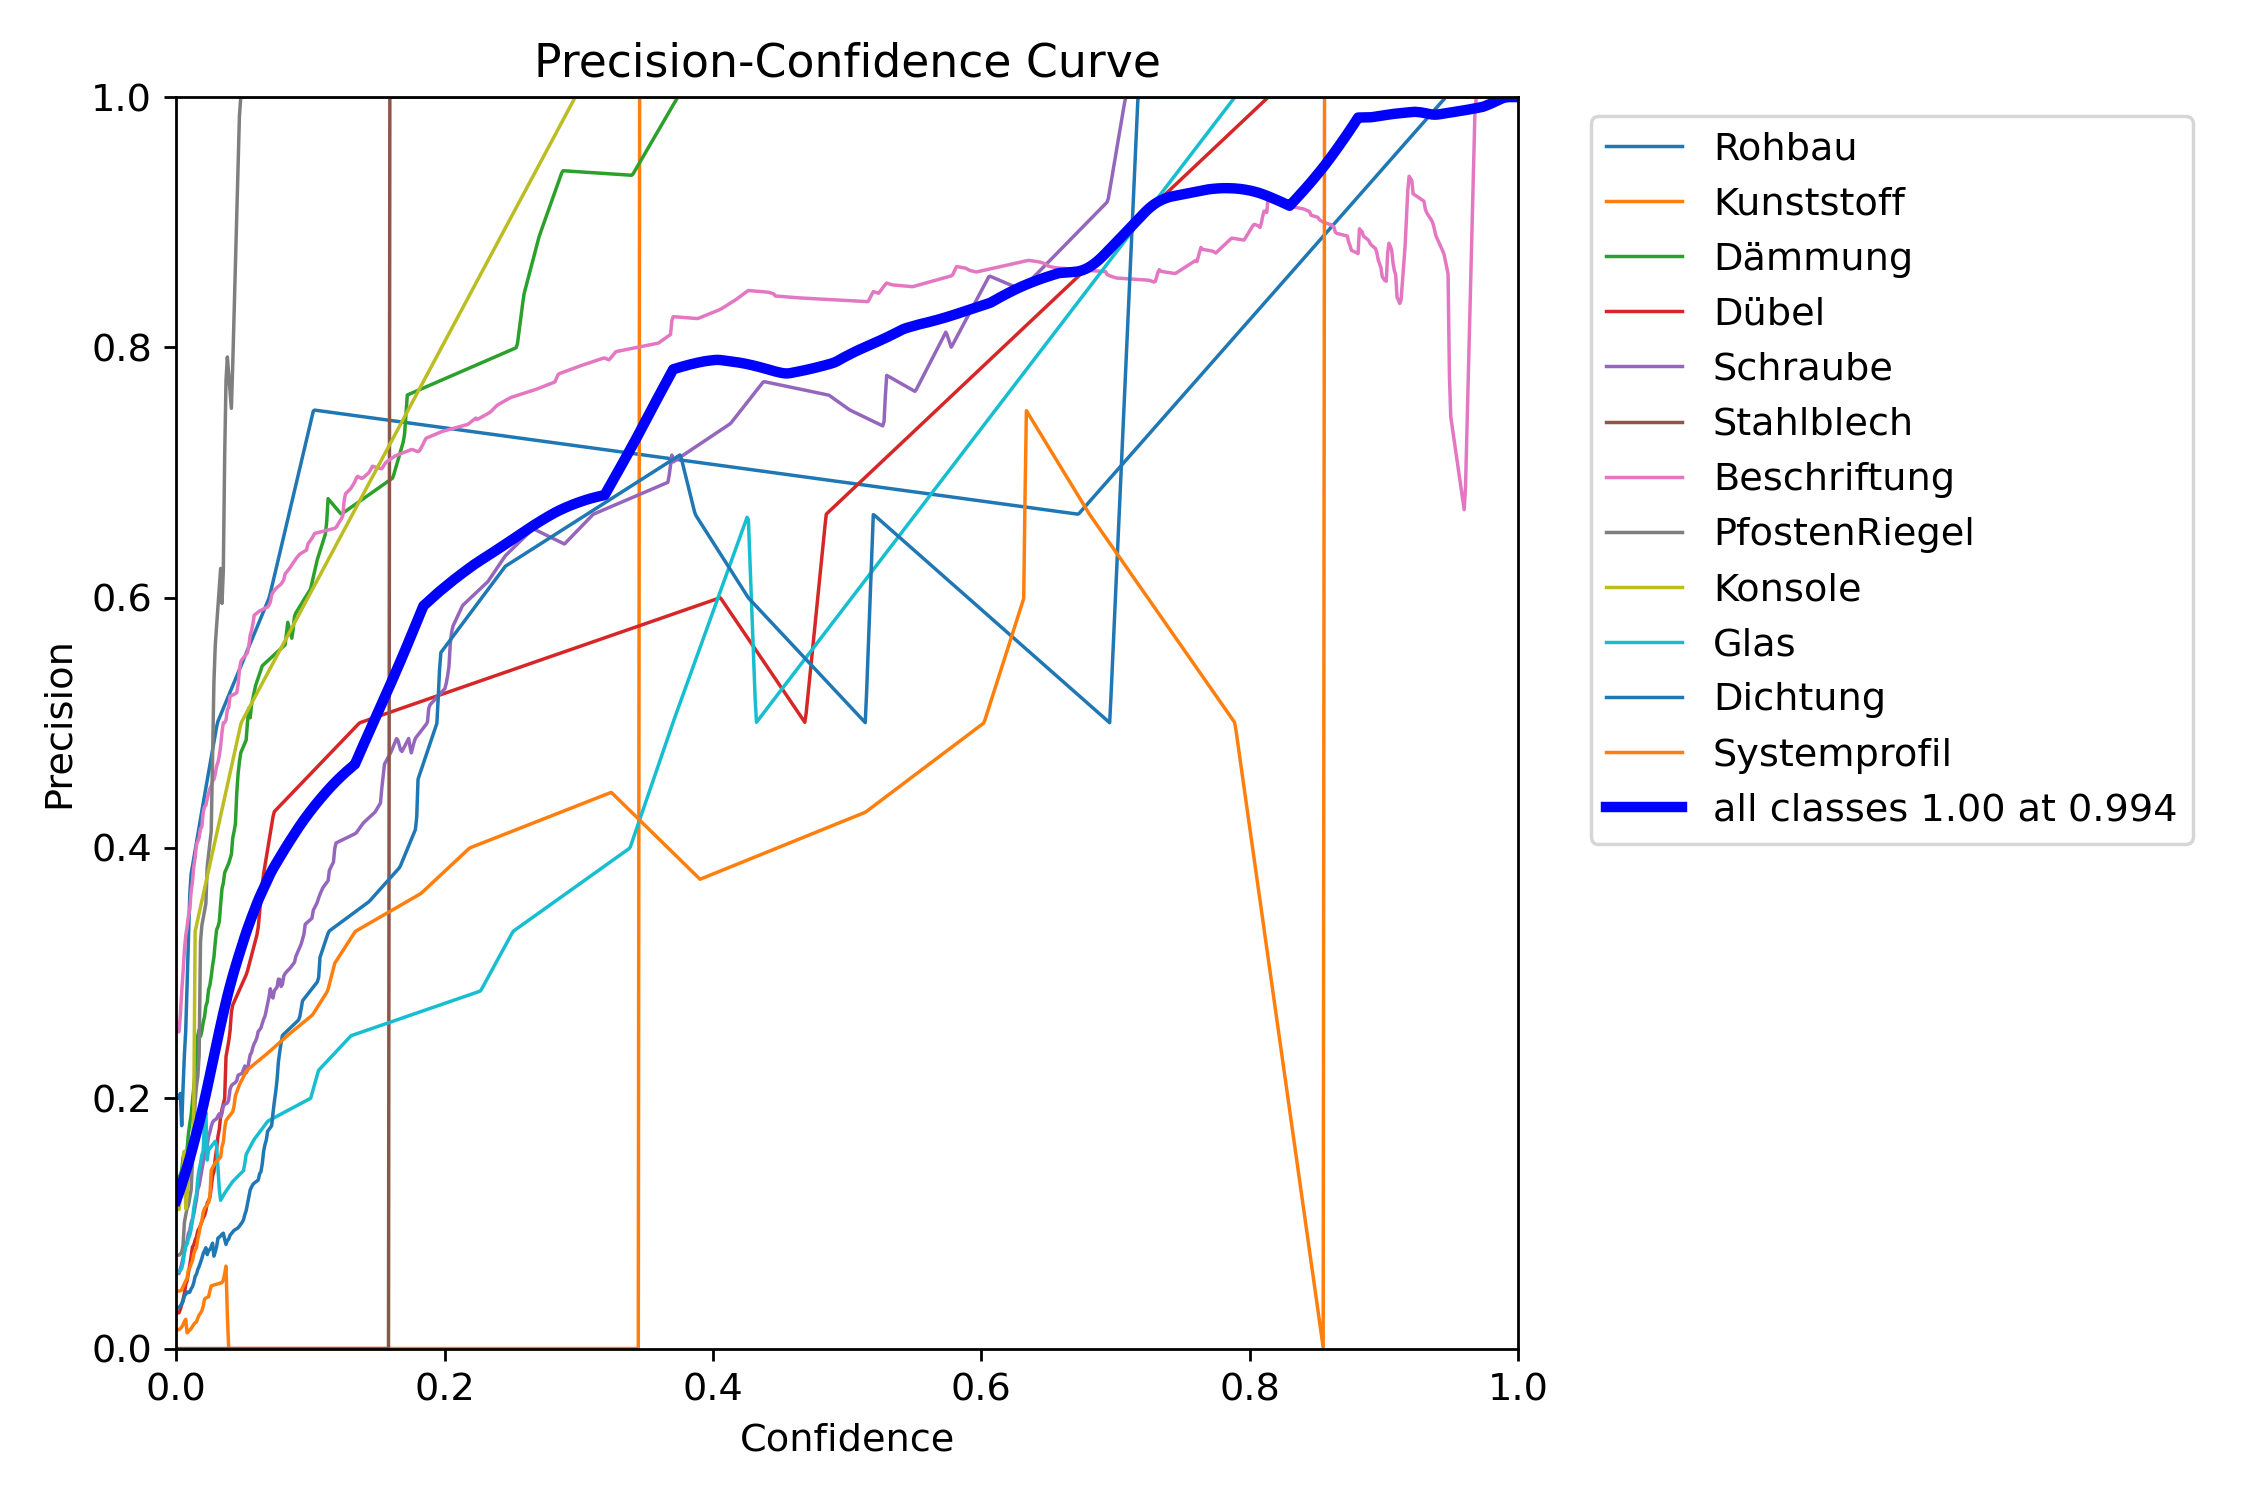 Precision-Confidence Curve
1.0
0.8
0.6
0.4
0.2
0.0
Precision
0.0 0.2 0.4 0.6 0.8 1.0
Confidence
Rohbau
Kunststoff
Dämmung
Dübel
Schraube
Stahlblech
Beschriftung
PfostenRiegel
Konsole
Glas
Dichtung
Systemprofil
all classes 1.00 at 0.994